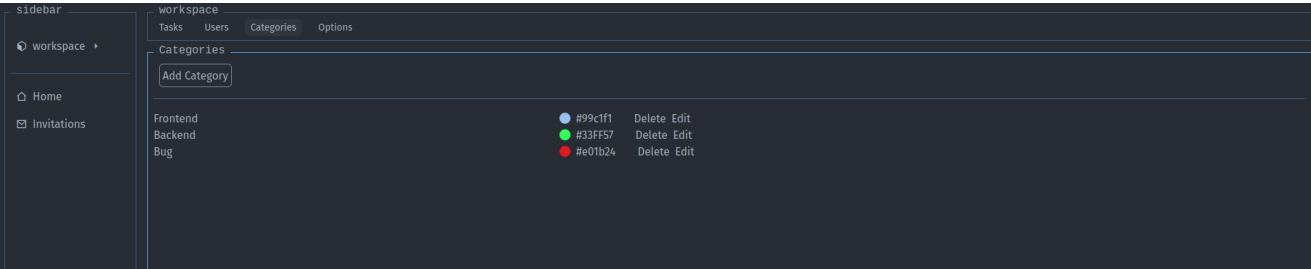 sidebar
workspace
Home
Invitations
workspace
Tasks Users Categories Options
Categories
Add Category
Frontend #99c1f1 Delete Edit
Backend #33FF57 Delete Edit
Bug #e01b24 Delete Edit